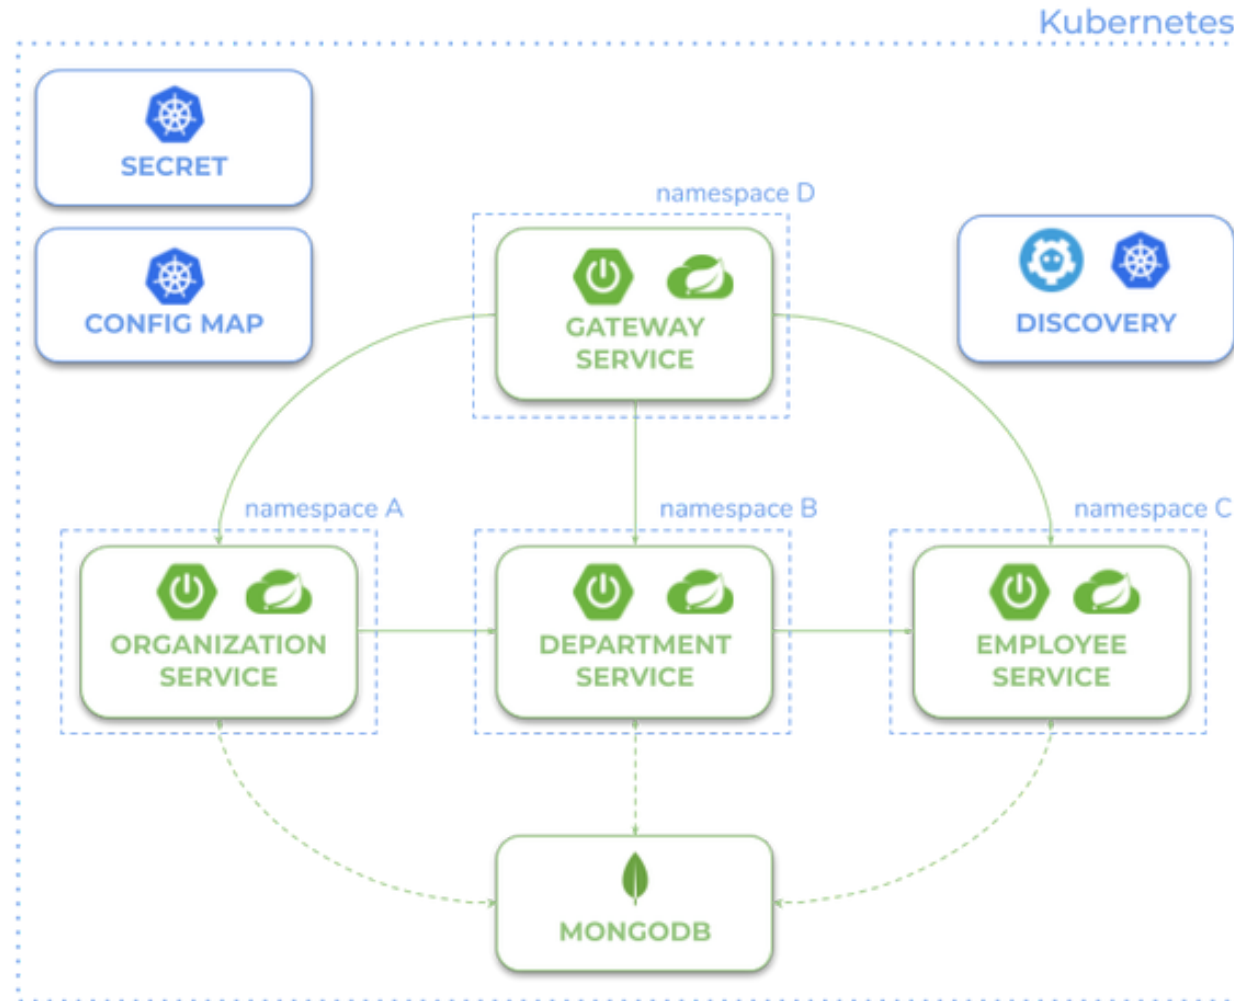 Kubernetes
SECRET
CONFIG MAP
namespace D
GATEWAY
SERVICE
DISCOVERY
namespace A
namespace B
namespace C
ORGANIZATION
SERVICE
DEPARTMENT
SERVICE
EMPLOYEE
SERVICE
MONGODB